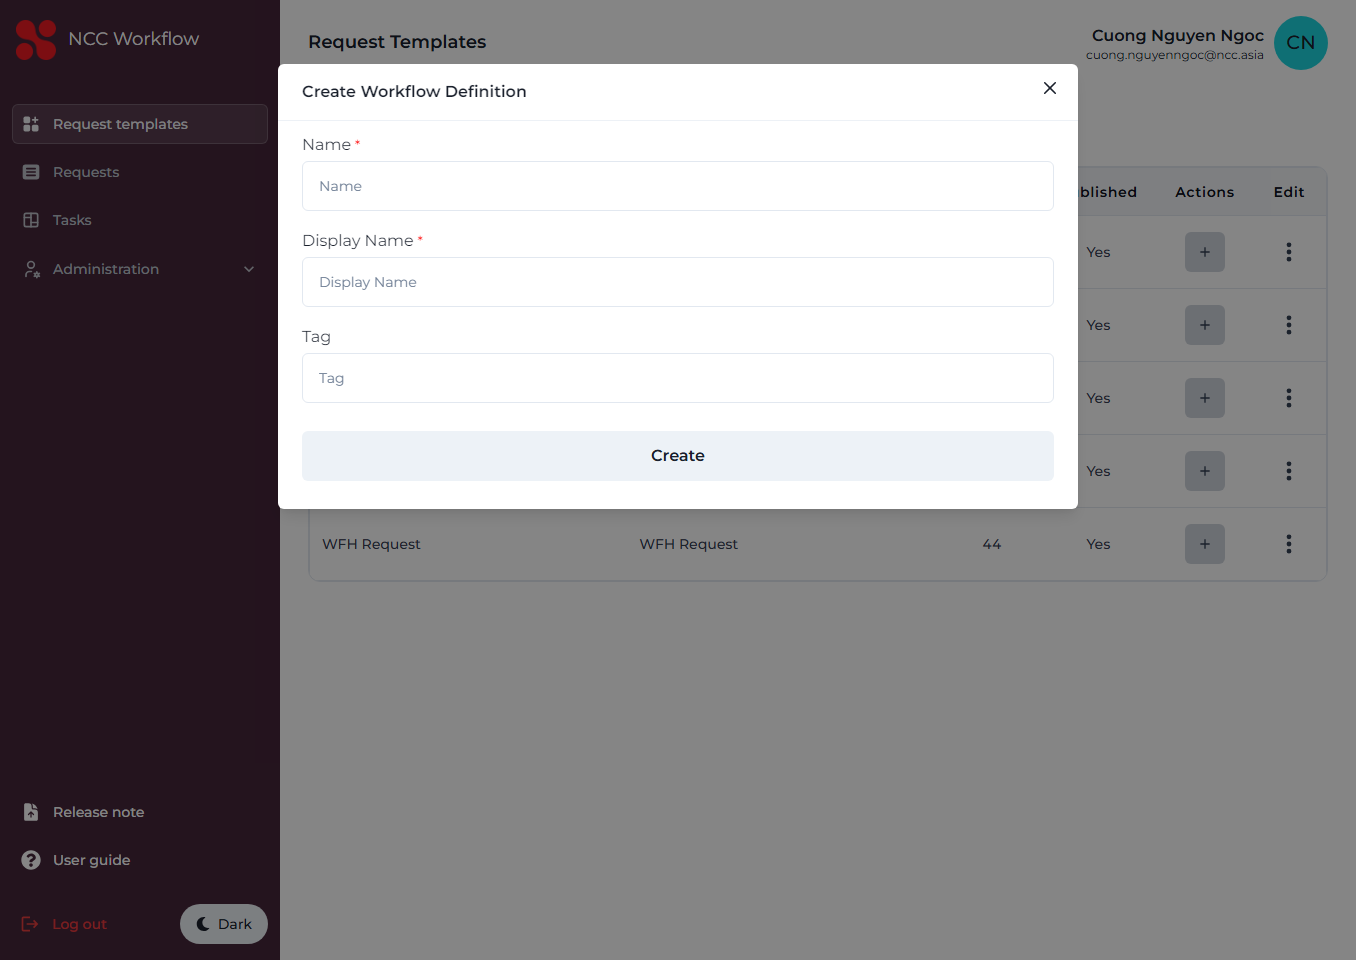 NCC Workflow
Request templates
Requests
Tasks
Administration
Release note
User guide
Log out
Dark
Request Templates
Cuong Nguyen Ngoc
cuong.nguyenngoc@ncc.asia
CN
Create Workflow Definition
Name *
Name
Display Name *
Display Name
Tag
Tag
Create
blished Actions Edit
Yes
Yes
Yes
Yes
WFH Request WFH Request 44 Yes